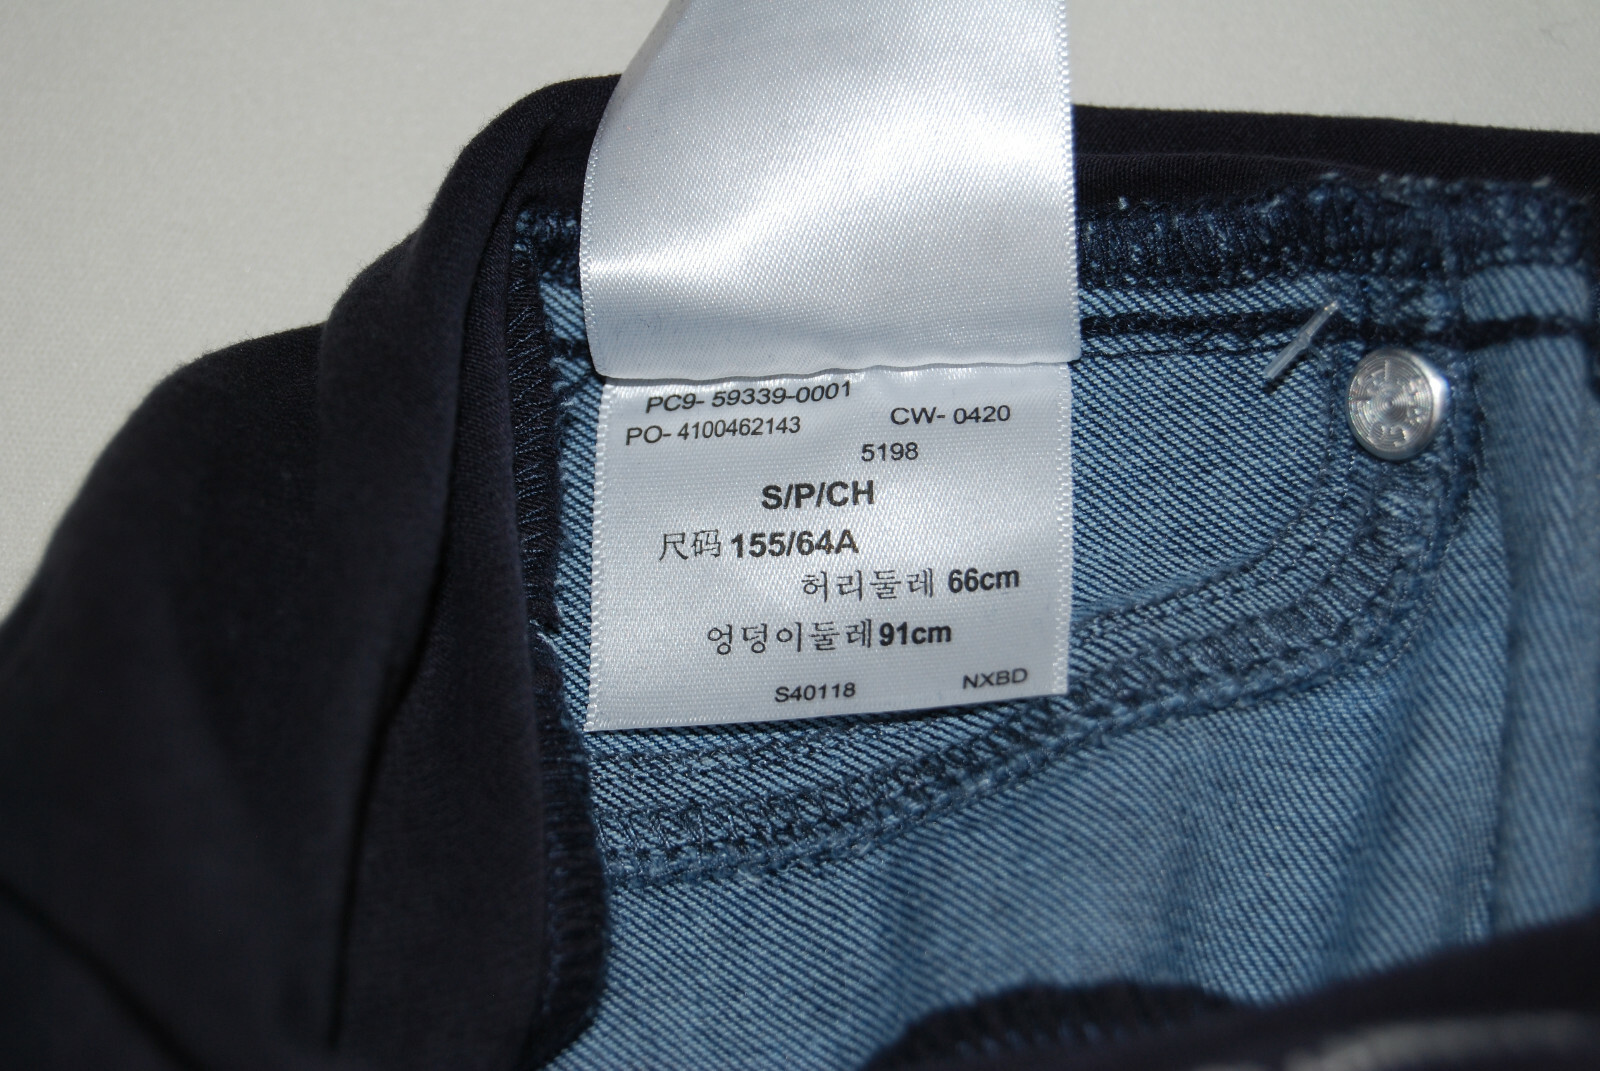 PC9- 59339-0001
PO- 4100462143 CW- 0420
5198
S/P/CH
尺码 155/64A
허리둘레 66cm
엉덩이둘레 91cm
S40118 NXBD